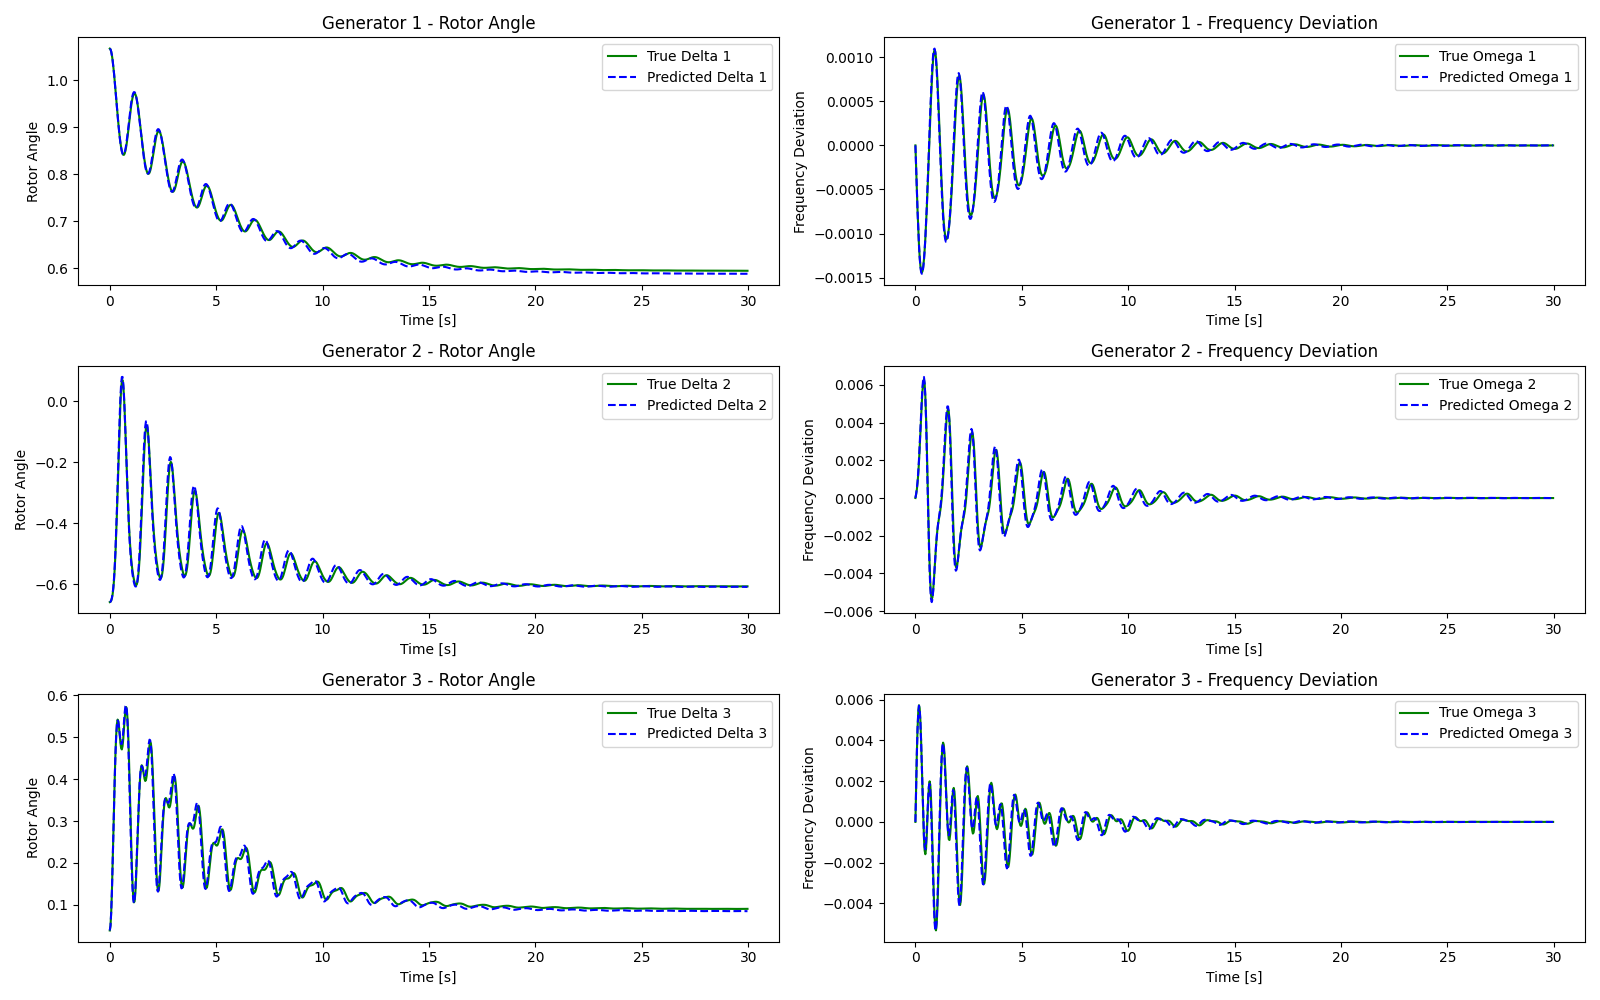 Generator 1 - Rotor Angle
Rotor Angle
1.0
0.9
0.8
0.7
0.6
True Delta 1
Predicted Delta 1
0 5 10 15 20 25 30
Time [s]
Generator 1 - Frequency Deviation
Frequency Deviation
0.0010
0.0005
0.0000
−0.0005
−0.0010
−0.0015
True Omega 1
Predicted Omega 1
0 5 10 15 20 25 30
Time [s]
Generator 2 - Rotor Angle
Rotor Angle
0.0
−0.2
−0.4
−0.6
True Delta 2
Predicted Delta 2
0 5 10 15 20 25 30
Time [s]
Generator 2 - Frequency Deviation
Frequency Deviation
0.006
0.004
0.002
0.000
−0.002
−0.004
−0.006
True Omega 2
Predicted Omega 2
0 5 10 15 20 25 30
Time [s]
Generator 3 - Rotor Angle
Rotor Angle
0.6
0.5
0.4
0.3
0.2
0.1
True Delta 3
Predicted Delta 3
0 5 10 15 20 25 30
Time [s]
Generator 3 - Frequency Deviation
Frequency Deviation
0.006
0.004
0.002
0.000
−0.002
−0.004
True Omega 3
Predicted Omega 3
0 5 10 15 20 25 30
Time [s]